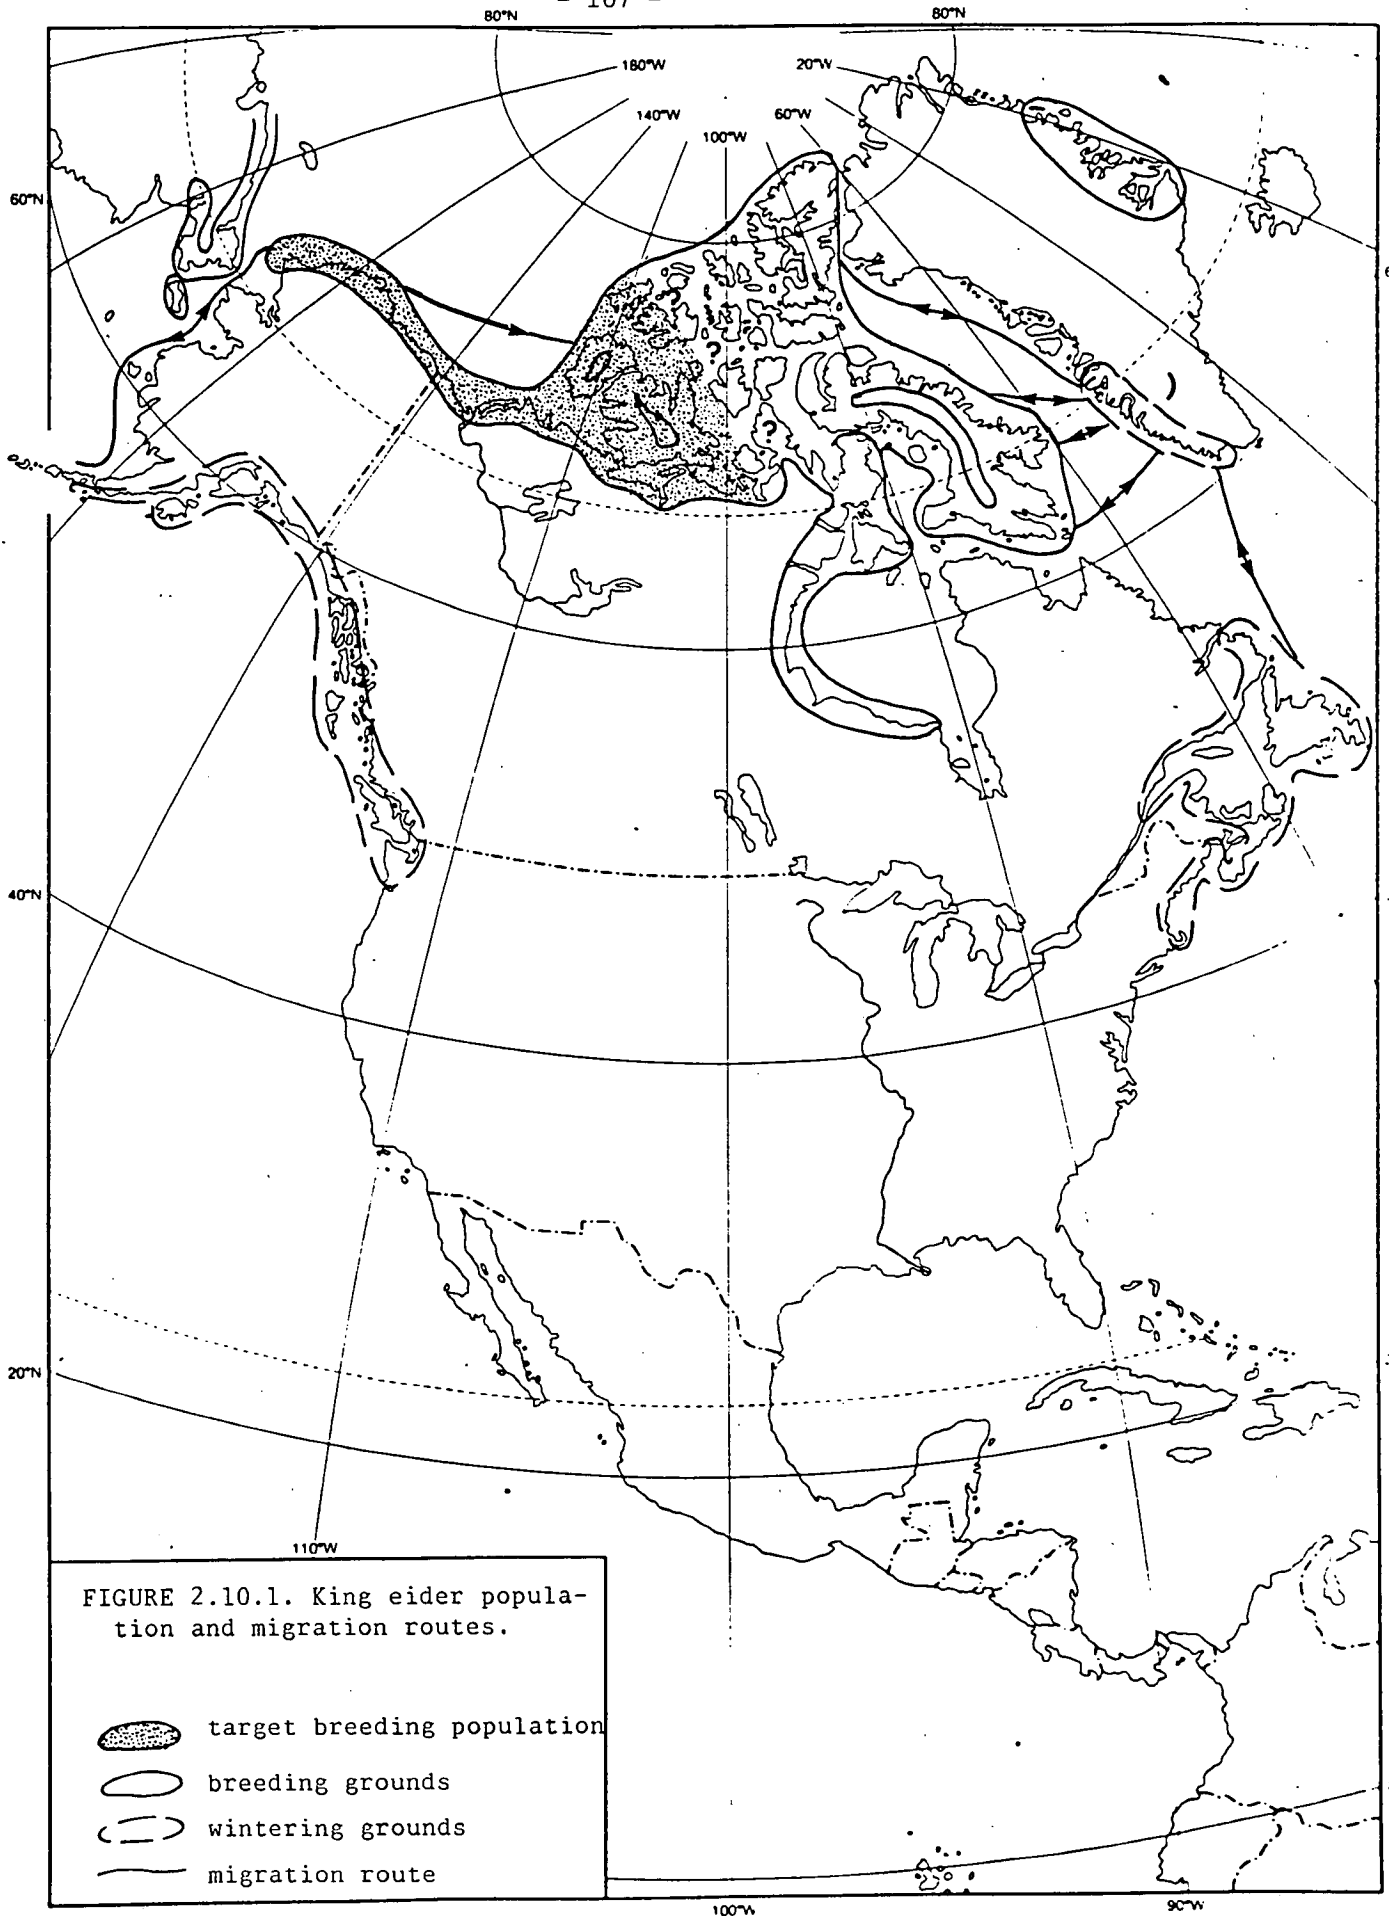 - 167 -
80°N
80°N
180°W
20°W
140°W
60°W
100°W
60°N
?
?
?
40°N
20°N
110°W
FIGURE 2.10.1. King eider popula-
tion and migration routes.
target breeding population
breeding grounds
wintering grounds
migration route
100°W
90°W